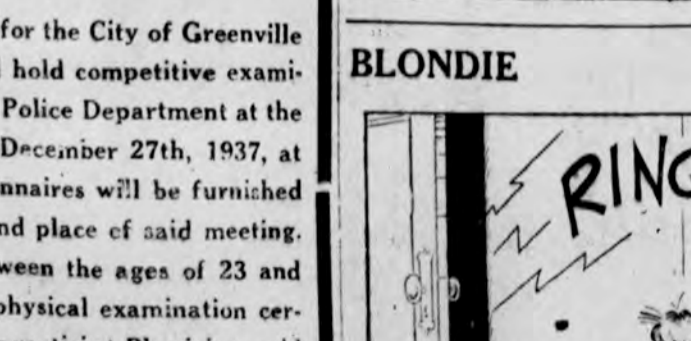 for the City of Greenville
hold competitive exami-
Police Department at the
December 27th, 1937, at
nnaires will be furnished
nd place of said meeting.
ween the ages of 23 and
physical examination cer-
BLONDIE
RING